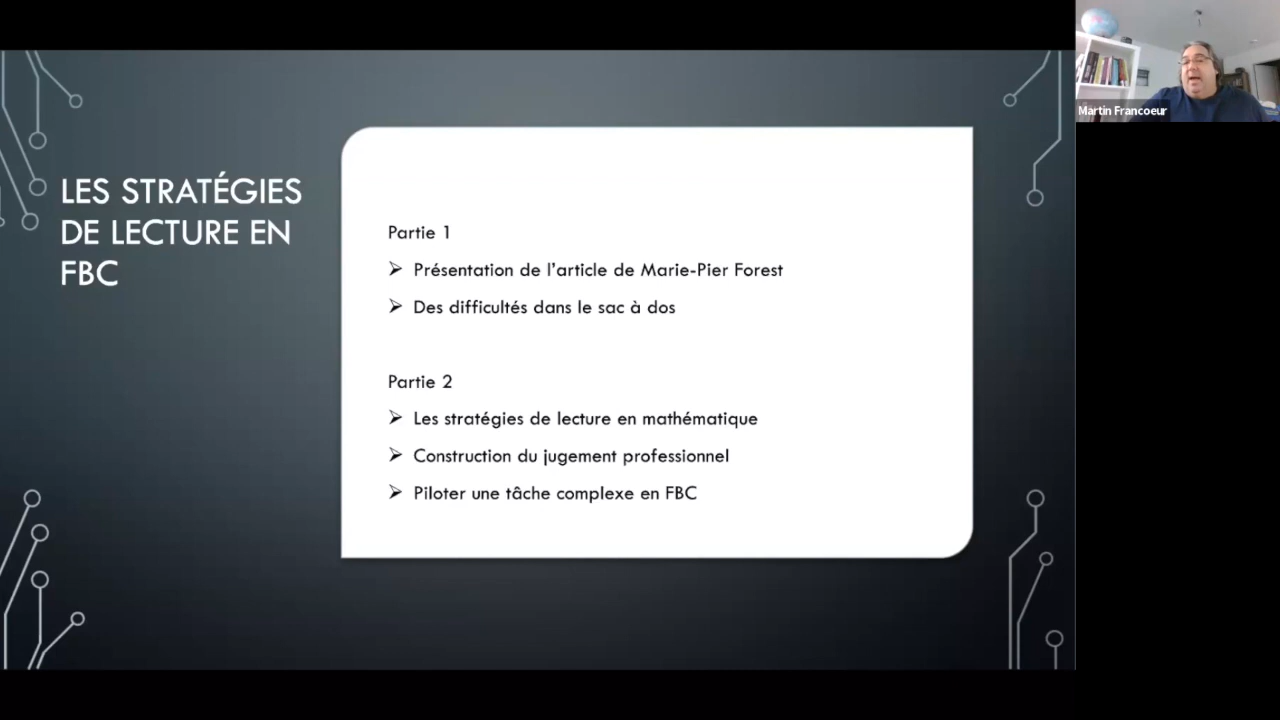 LES STRATÉGIES
DE LECTURE EN
FBC
Partie 1
Présentation de l’article de Marie-Pier Forest
Des difficultés dans le sac à dos
Partie 2
Les stratégies de lecture en mathématique
Construction du jugement professionnel
Piloter une tâche complexe en FBC
Martin Francoeur